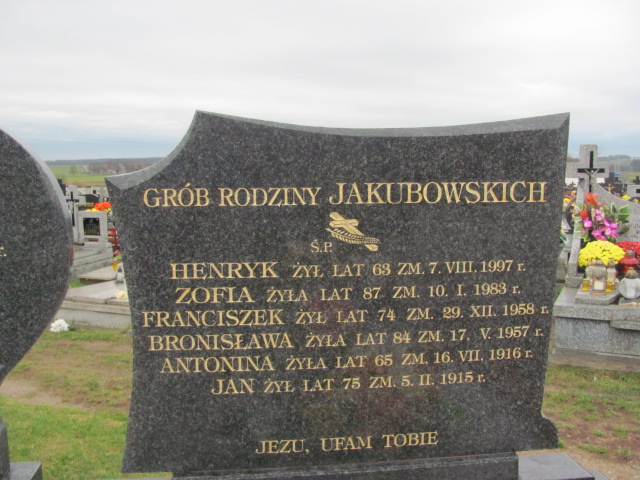 GRÓB RODZINY JAKUBOWSKICH
Ś.P.
HENRYK ŻYŁ LAT 63 ZM. 7. VIII. 1997 r.
ZOFIA ŻYŁA LAT 87 ZM. 10. I. 1983 r.
FRANCISZEK ŻYŁ LAT 74 ZM. 29. XII. 1958 r.
BRONISŁAWA ŻYŁA LAT 84 ZM. 17. V. 1957 r.
ANTONINA ŻYŁA LAT 65 ZM. 16. VII. 1916 r.
JAN ŻYŁ LAT 75 ZM. 5. II. 1915 r.
JEZU, UFAM TOBIE